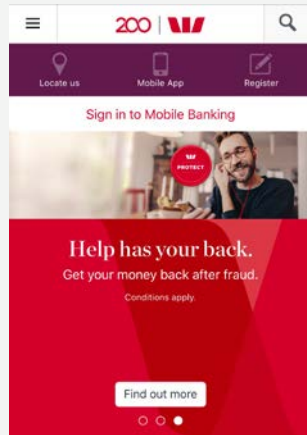 200
Locate us
Mobile App
Register
Sign in to Mobile Banking
PROTECT
Help has your back.
Get your money back after fraud.
Conditions apply.
Find out more